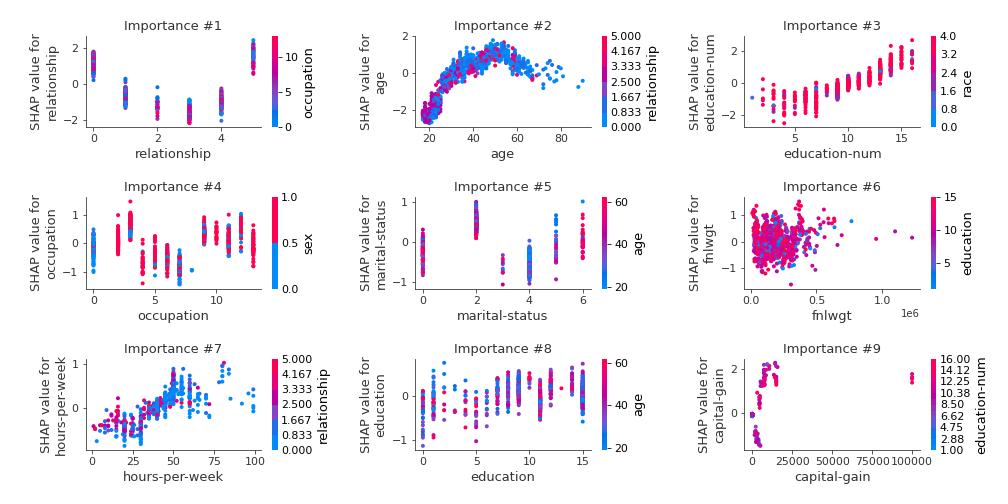 Importance #1
SHAP value for
relationship
2
0
−2
0
1
2
3
4
relationship
10
5
0
occupation
Importance #2
SHAP value for
age
2
0
−2
20
40
60
80
age
5.000
4.167
3.333
2.500
1.667
0.833
0.000
relationship
Importance #3
SHAP value for
education-num
2
0
−2
5
10
15
education-num
4.0
3.2
2.4
1.6
0.8
0.0
race
Importance #4
SHAP value for
occupation
1
0
−1
0
5
10
occupation
1.0
0.5
0.0
sex
Importance #5
SHAP value for
marital-status
1
0
−1
0
2
4
6
marital-status
60
40
20
age
Importance #6
SHAP value for
fnlwgt
1
0
−1
0.0
0.5
1.0
1e6
fnlwgt
15
10
5
education
Importance #7
SHAP value for
hours-per-week
1
0
0
25
50
75
100
hours-per-week
5.000
4.167
3.333
2.500
1.667
0.833
0.000
relationship
Importance #8
SHAP value for
education
0
−1
0
5
10
15
education
60
40
20
age
Importance #9
SHAP value for
capital-gain
2
0
0
25000
50000
75000
100000
capital-gain
16.00
14.12
12.25
10.38
8.50
6.62
4.75
2.88
1.00
education-num